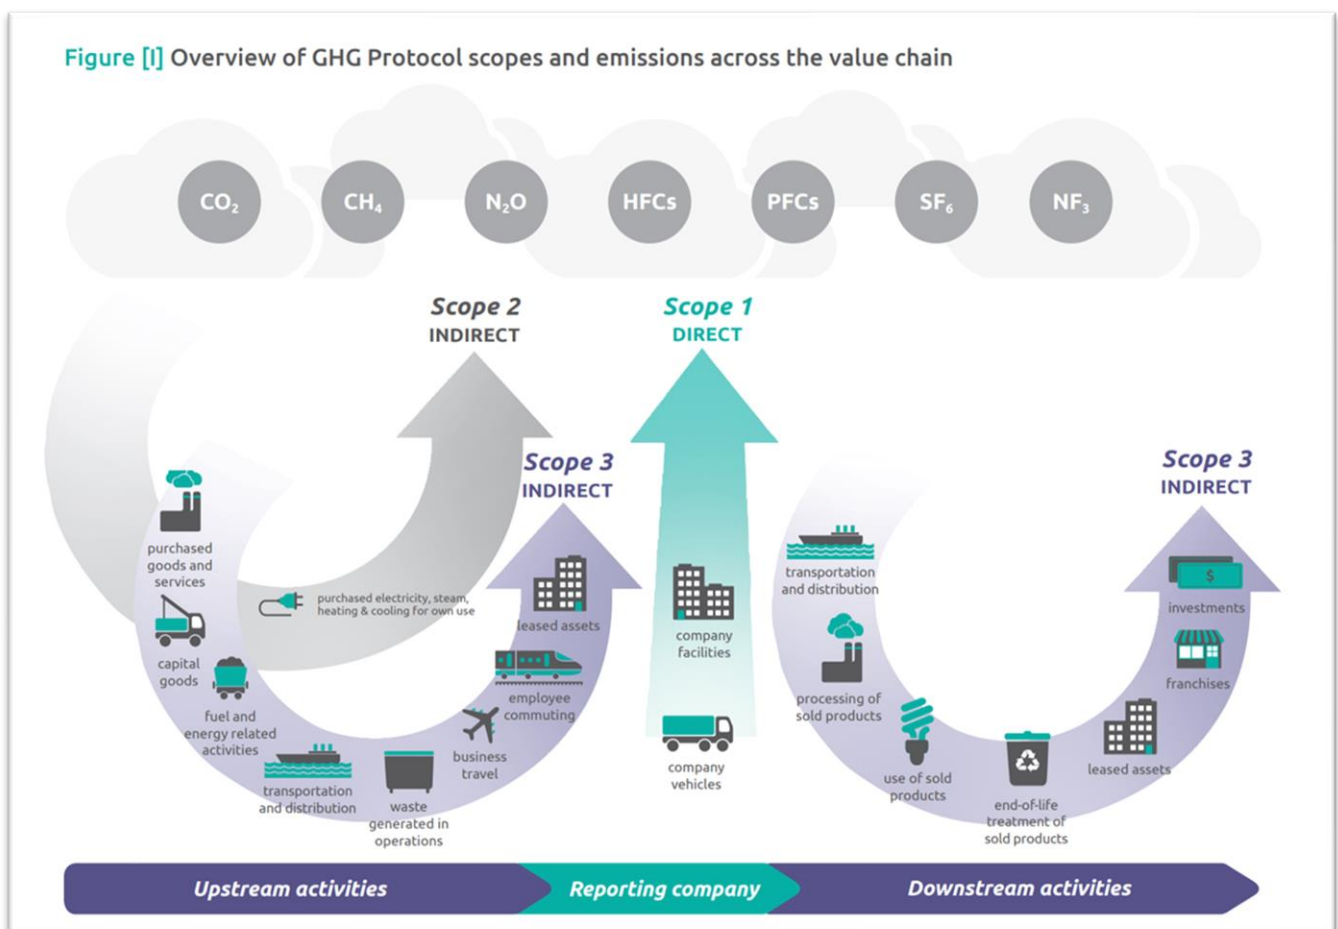 Figure [I] Overview of GHG Protocol scopes and emissions across the value chain
CO₂
CH₄
N₂O
HFCs
PFCs
SF₆
NF₃
Scope 2
INDIRECT
Scope 1
DIRECT
Scope 3
INDIRECT
Scope 3
INDIRECT
purchased
goods and
services
capital
goods
fuel and
energy related
activities
transportation
and distribution
waste
generated in
operations
business
travel
employee
commuting
leased assets
purchased electricity, steam,
heating & cooling for own use
company
facilities
company
vehicles
transportation
and distribution
processing of
sold products
use of sold
products
end-of-life
treatment of
sold products
leased assets
franchises
$
investments
Upstream activities
Reporting company
Downstream activities